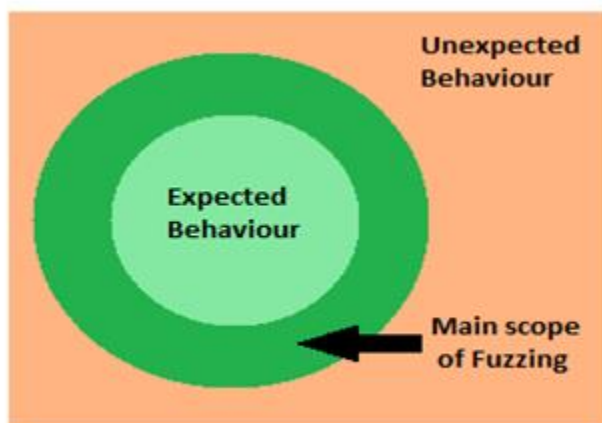 Unexpected
Behaviour
Expected
Behaviour
Main scope
of Fuzzing